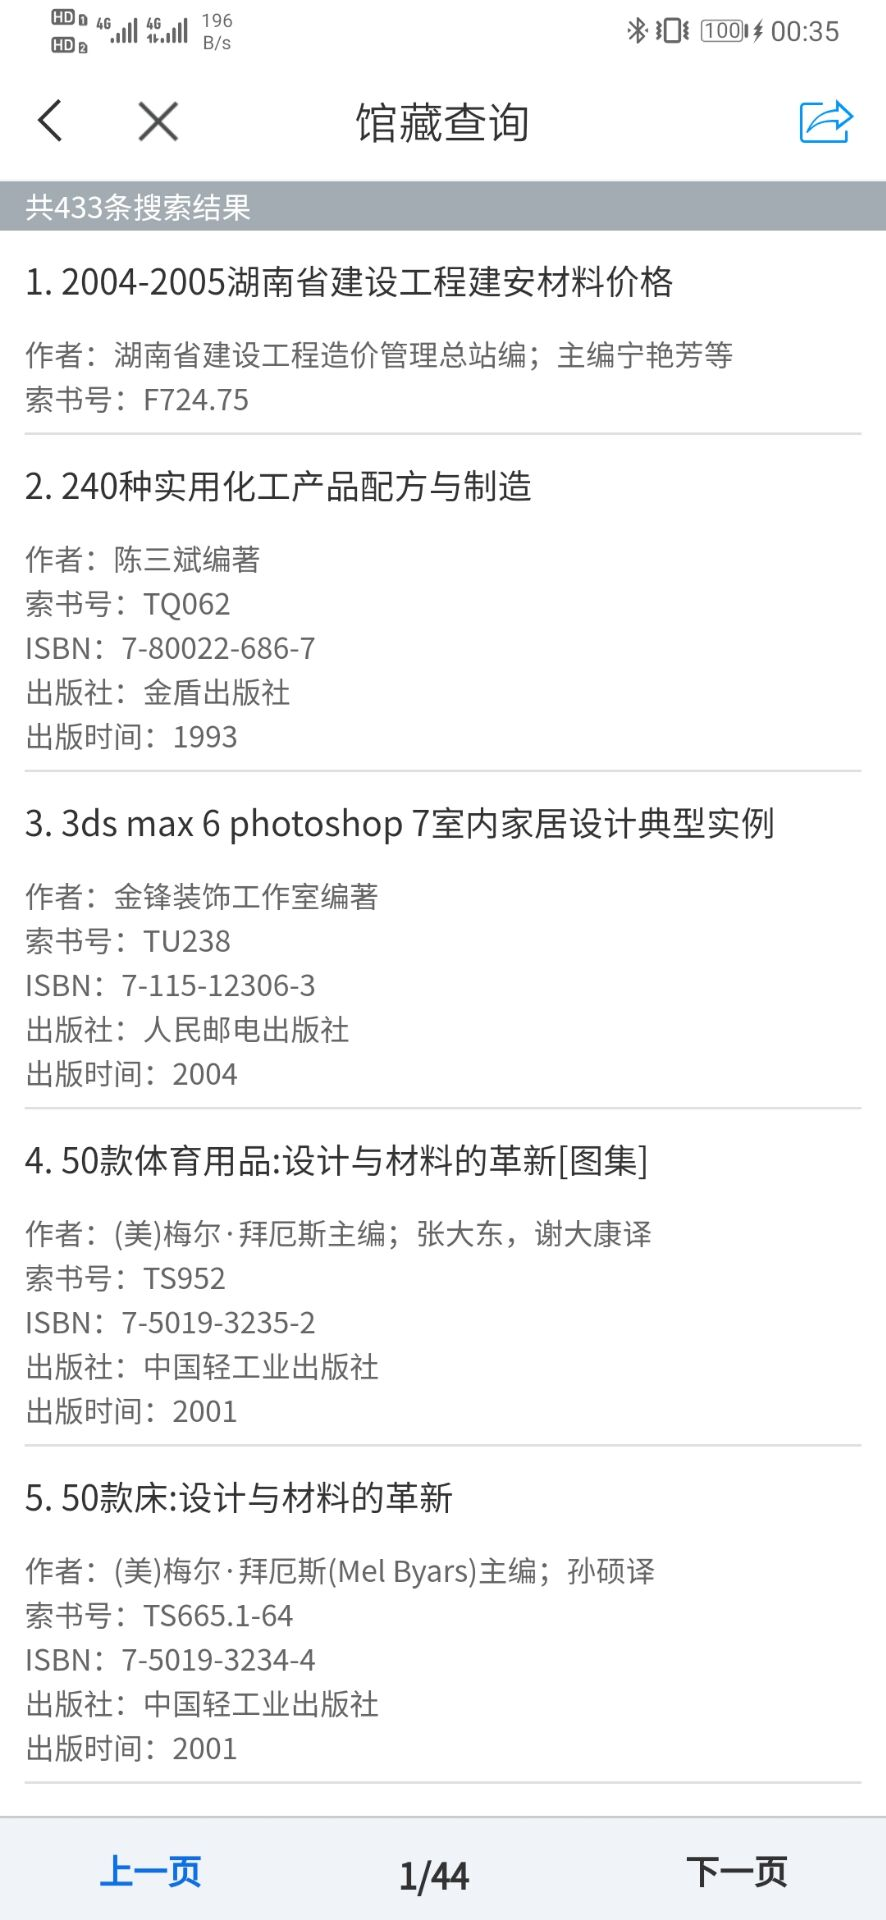 HD 1 4G 4G 196 B/s 100 00:35
HD 2
馆藏查询
共433条搜索结果
1. 2004-2005湖南省建设工程建安材料价格
作者：湖南省建设工程造价管理总站编；主编宁艳芳等
索书号：F724.75
2. 240种实用化工产品配方与制造
作者：陈三斌编著
索书号：TQ062
ISBN：7-80022-686-7
出版社：金盾出版社
出版时间：1993
3. 3ds max 6 photoshop 7室内家居设计典型实例
作者：金锋装饰工作室编著
索书号：TU238
ISBN：7-115-12306-3
出版社：人民邮电出版社
出版时间：2004
4. 50款体育用品:设计与材料的革新[图集]
作者：(美)梅尔·拜厄斯主编；张大东，谢大康译
索书号：TS952
ISBN：7-5019-3235-2
出版社：中国轻工业出版社
出版时间：2001
5. 50款床:设计与材料的革新
作者：(美)梅尔·拜厄斯(Mel Byars)主编；孙硕译
索书号：TS665.1-64
ISBN：7-5019-3234-4
出版社：中国轻工业出版社
出版时间：2001
上一页 1/44 下一页